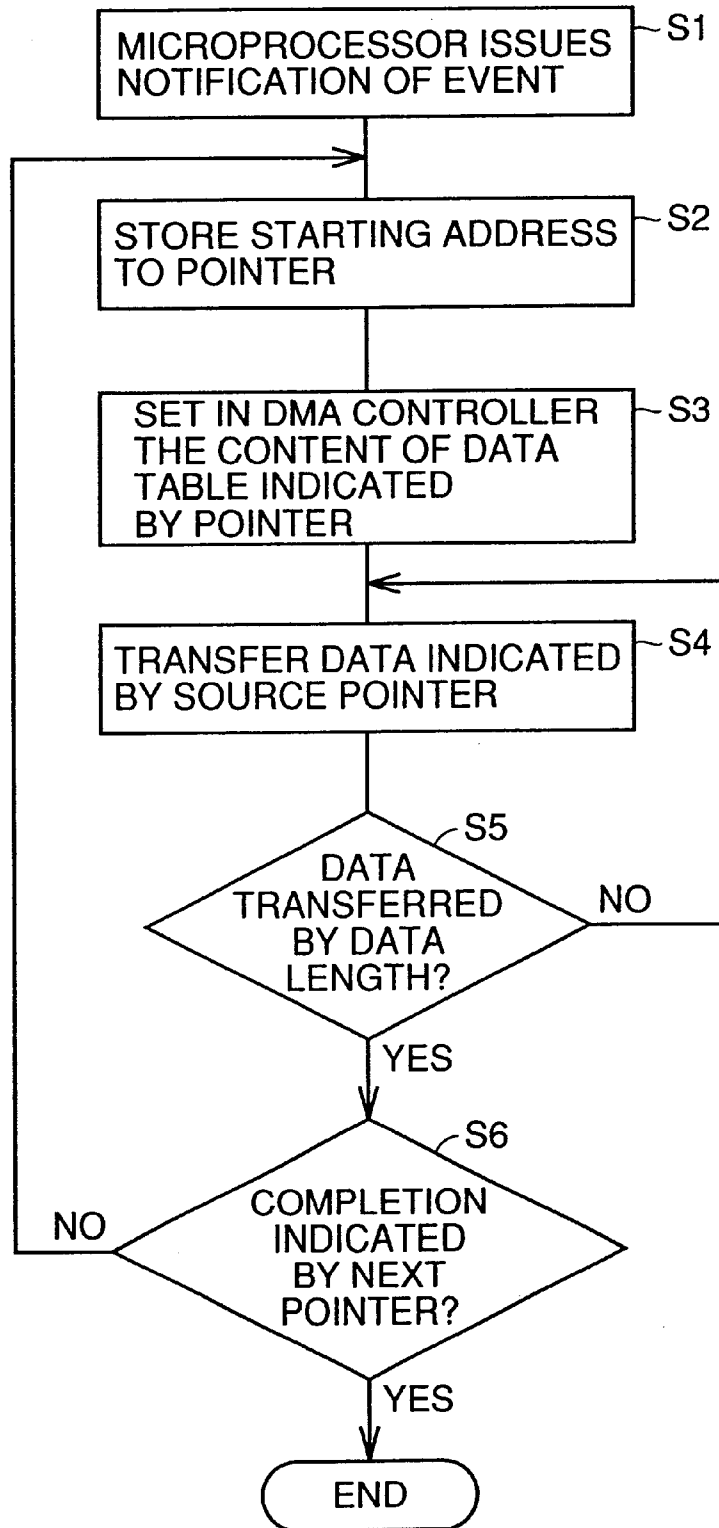 MICROPROCESSOR ISSUES
NOTIFICATION OF EVENT
S1
STORE STARTING ADDRESS
TO POINTER
S2
SET IN DMA CONTROLLER
THE CONTENT OF DATA
TABLE INDICATED
BY POINTER
S3
TRANSFER DATA INDICATED
BY SOURCE POINTER
S4
S5
DATA
TRANSFERRED
BY DATA
LENGTH?
NO
YES
S6
COMPLETION
INDICATED
BY NEXT
POINTER?
NO
YES
END